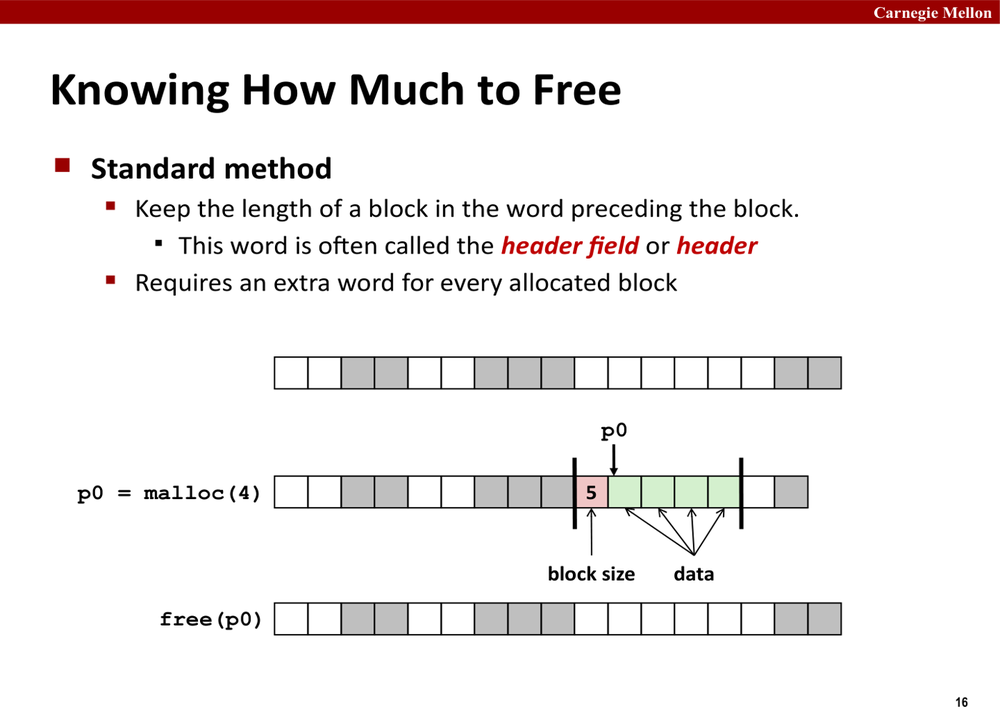 Carnegie Mellon
Knowing How Much to Free
Standard method
Keep the length of a block in the word preceding the block.
This word is often called the header field or header
Requires an extra word for every allocated block
p0
p0 = malloc(4)
5
block size
data
free(p0)
16